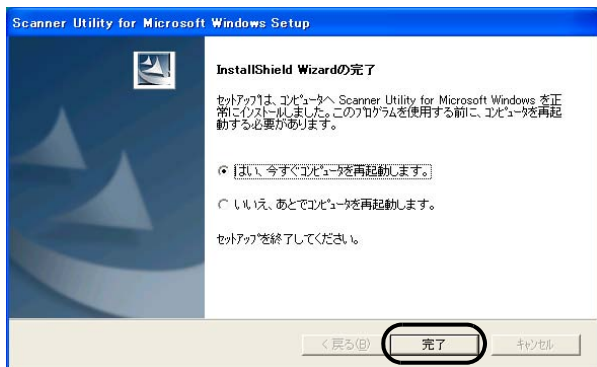 Scanner Utility for Microsoft Windows Setup
InstallShield Wizardの完了
セットアップは、コンピュータへ Scanner Utility for Microsoft Windows を正
常にインストールしました。このプログラムを使用する前に、コンピュータを再起
動する必要があります。
はい、今すぐコンピュータを再起動します。
いいえ、あとでコンピュータを再起動します。
セットアップを終了してください。
< 戻る(B)
完了
キャンセル